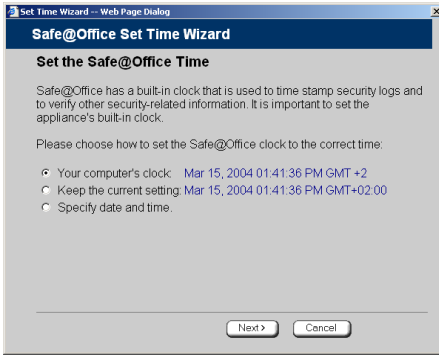 Set Time Wizard -- Web Page Dialog
Safe@Office Set Time Wizard
Set the Safe@Office Time
Safe@Office has a built-in clock that is used to time stamp security logs and
to verify other security-related information. It is important to set the
appliance's built-in clock.
Please choose how to set the Safe@Office clock to the correct time:
Your computer's clock: Mar 15, 2004 01:41:36 PM GMT +2
Keep the current setting: Mar 15, 2004 01:41:36 PM GMT+02:00
Specify date and time.
Next > Cancel